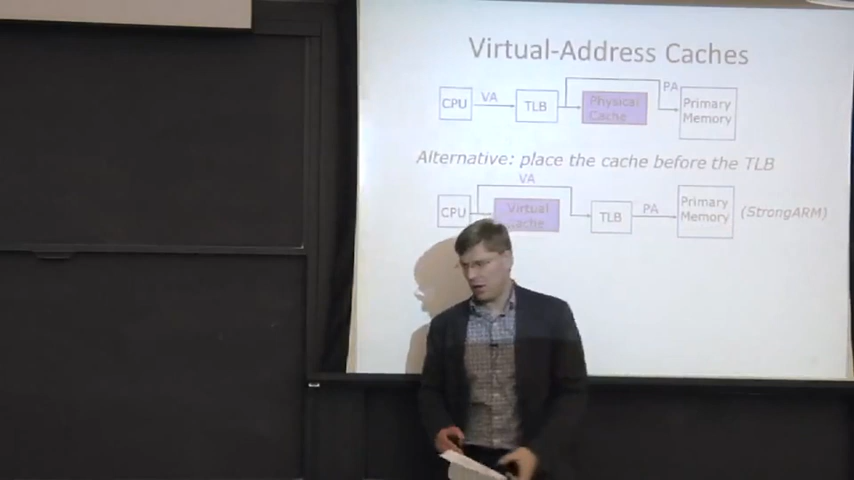 Virtual-Address Caches
CPU VA TLB Physical Cache PA Primary Memory
Alternative: place the cache before the TLB
VA
CPU Virtual Cache TLB PA Primary Memory (StrongARM)